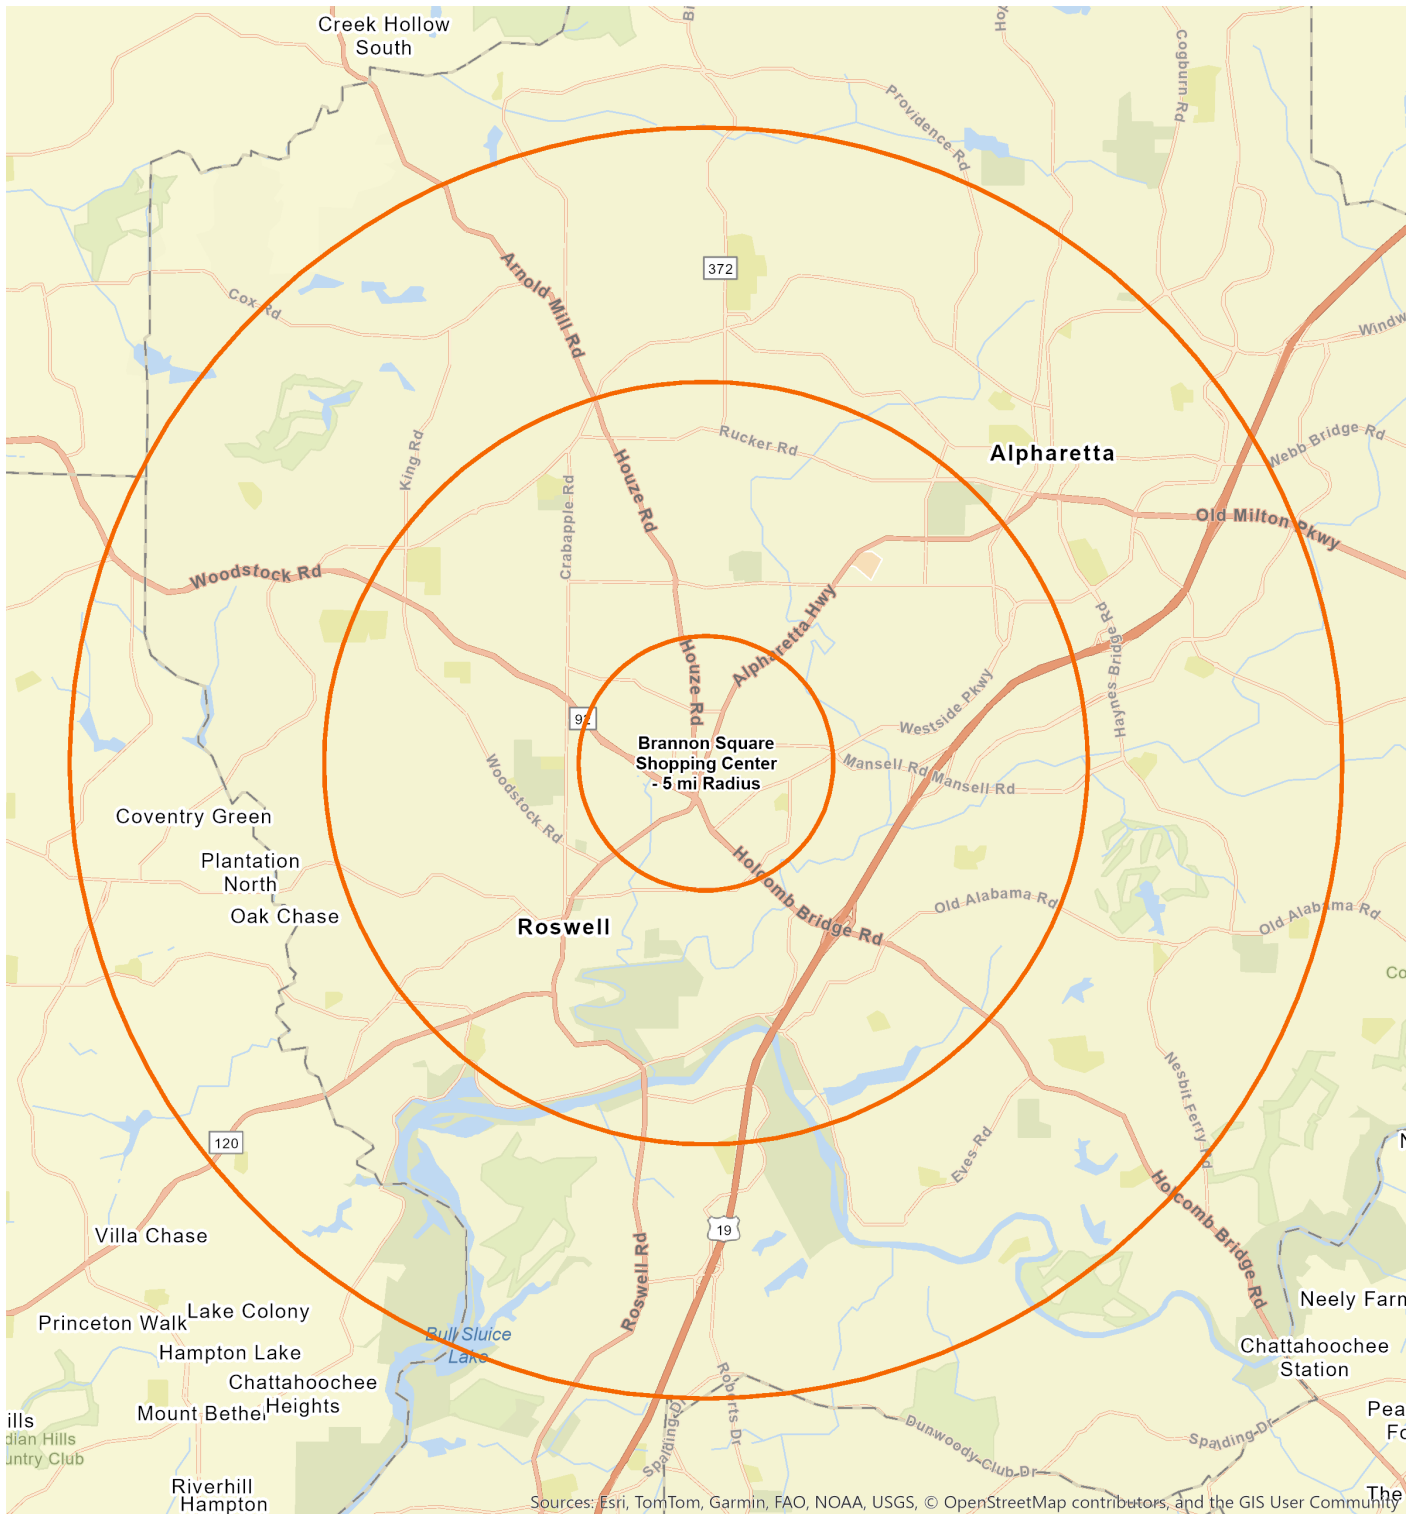 Creek Hollow
South
Cogburn Rd
Providence Rd
372
Cox Rd
Arnold Mill Rd
Rucker Rd
Alpharetta
King Rd
Houze Rd
Crabapple Rd
Webb Bridge Rd
Old Milton Pkwy
Woodstock Rd
Alpharetta Hwy
Haynes Bridge Rd
Houze Rd
Westside Pkwy
92
Brannon Square
Shopping Center
- 5 mi Radius
Mansell Rd
Mansell Rd
Woodstock Rd
Coventry Green
Plantation
North
Holcomb Bridge Rd
Oak Chase
Old Alabama Rd
Old Alabama Rd
Roswell
Nesbit Ferry Rd
120
Eves Rd
Holcomb Bridge Rd
19
Villa Chase
Roswell Rd
Neely Farm
Lake Colony
Princeton Walk
Bull Sluice
Lake
Hampton Lake
Chattahoochee
Station
Chattahoochee
Heights
Mount Bethel
Roberts Dr
Spalding Dr
Dunwoody Club Dr
Spalding Dr
ills
dian Hills
untry Club
Riverhill
Hampton
The
Sources: Esri, TomTom, Garmin, FAO, NOAA, USGS, © OpenStreetMap contributors, and the GIS User Community